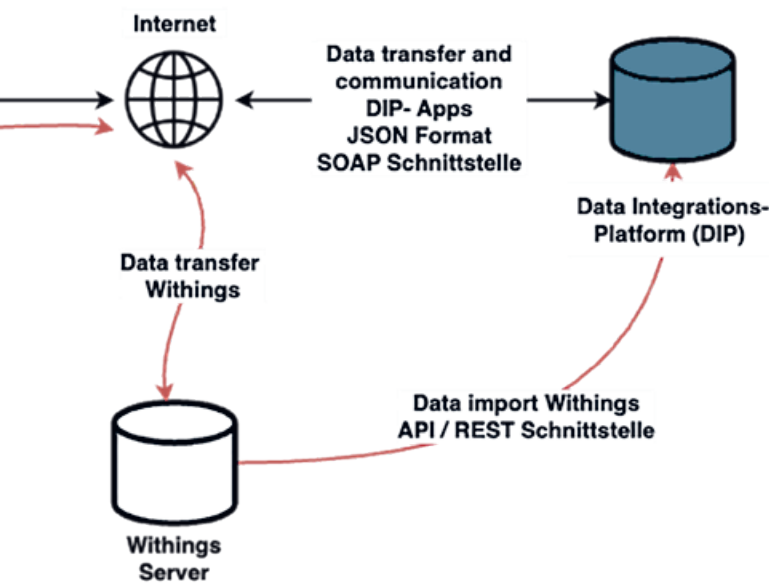 Internet
Data transfer and
communication
DIP- Apps
JSON Format
SOAP Schnittstelle
Data Integrations-
Platform (DIP)
Data transfer
Withings
Data import Withings
API / REST Schnittstelle
Withings
Server